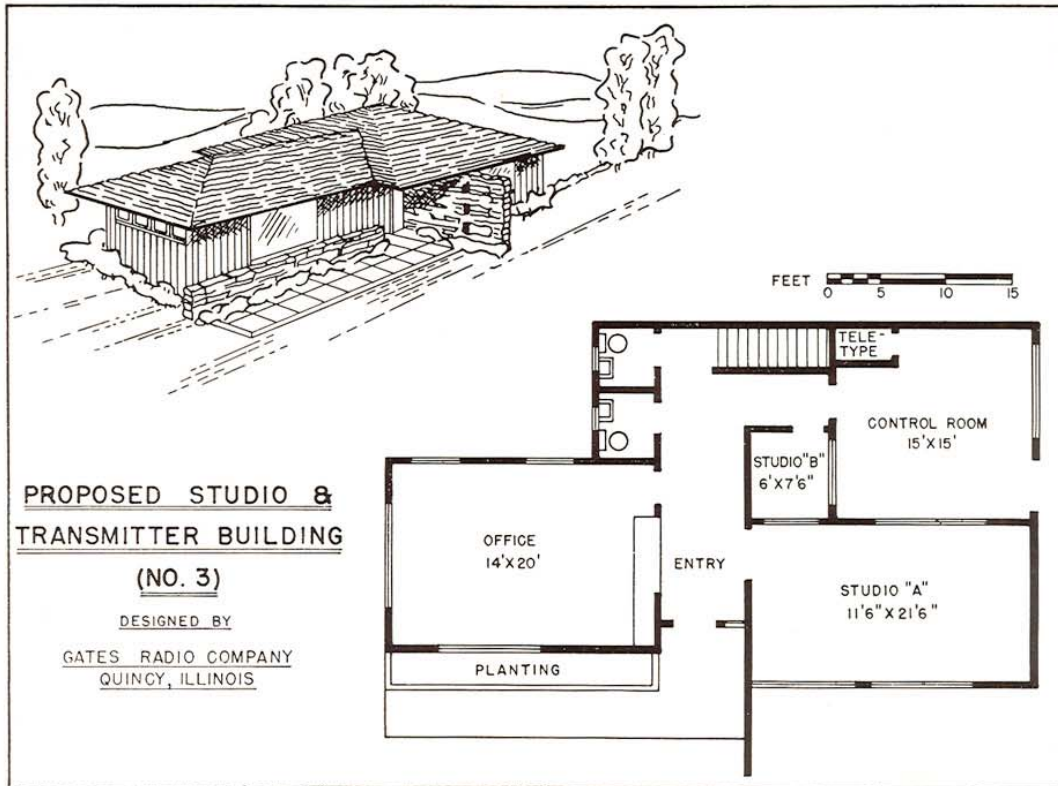 PROPOSED STUDIO &
TRANSMITTER BUILDING
(NO. 3)
DESIGNED BY
GATES RADIO COMPANY
QUINCY, ILLINOIS
FEET 0 5 10 15
TELE-
TYPE
CONTROL ROOM
15'X15'
STUDIO "B"
6'X7'6"
OFFICE
14'X20'
ENTRY
STUDIO "A"
11'6"X21'6"
PLANTING